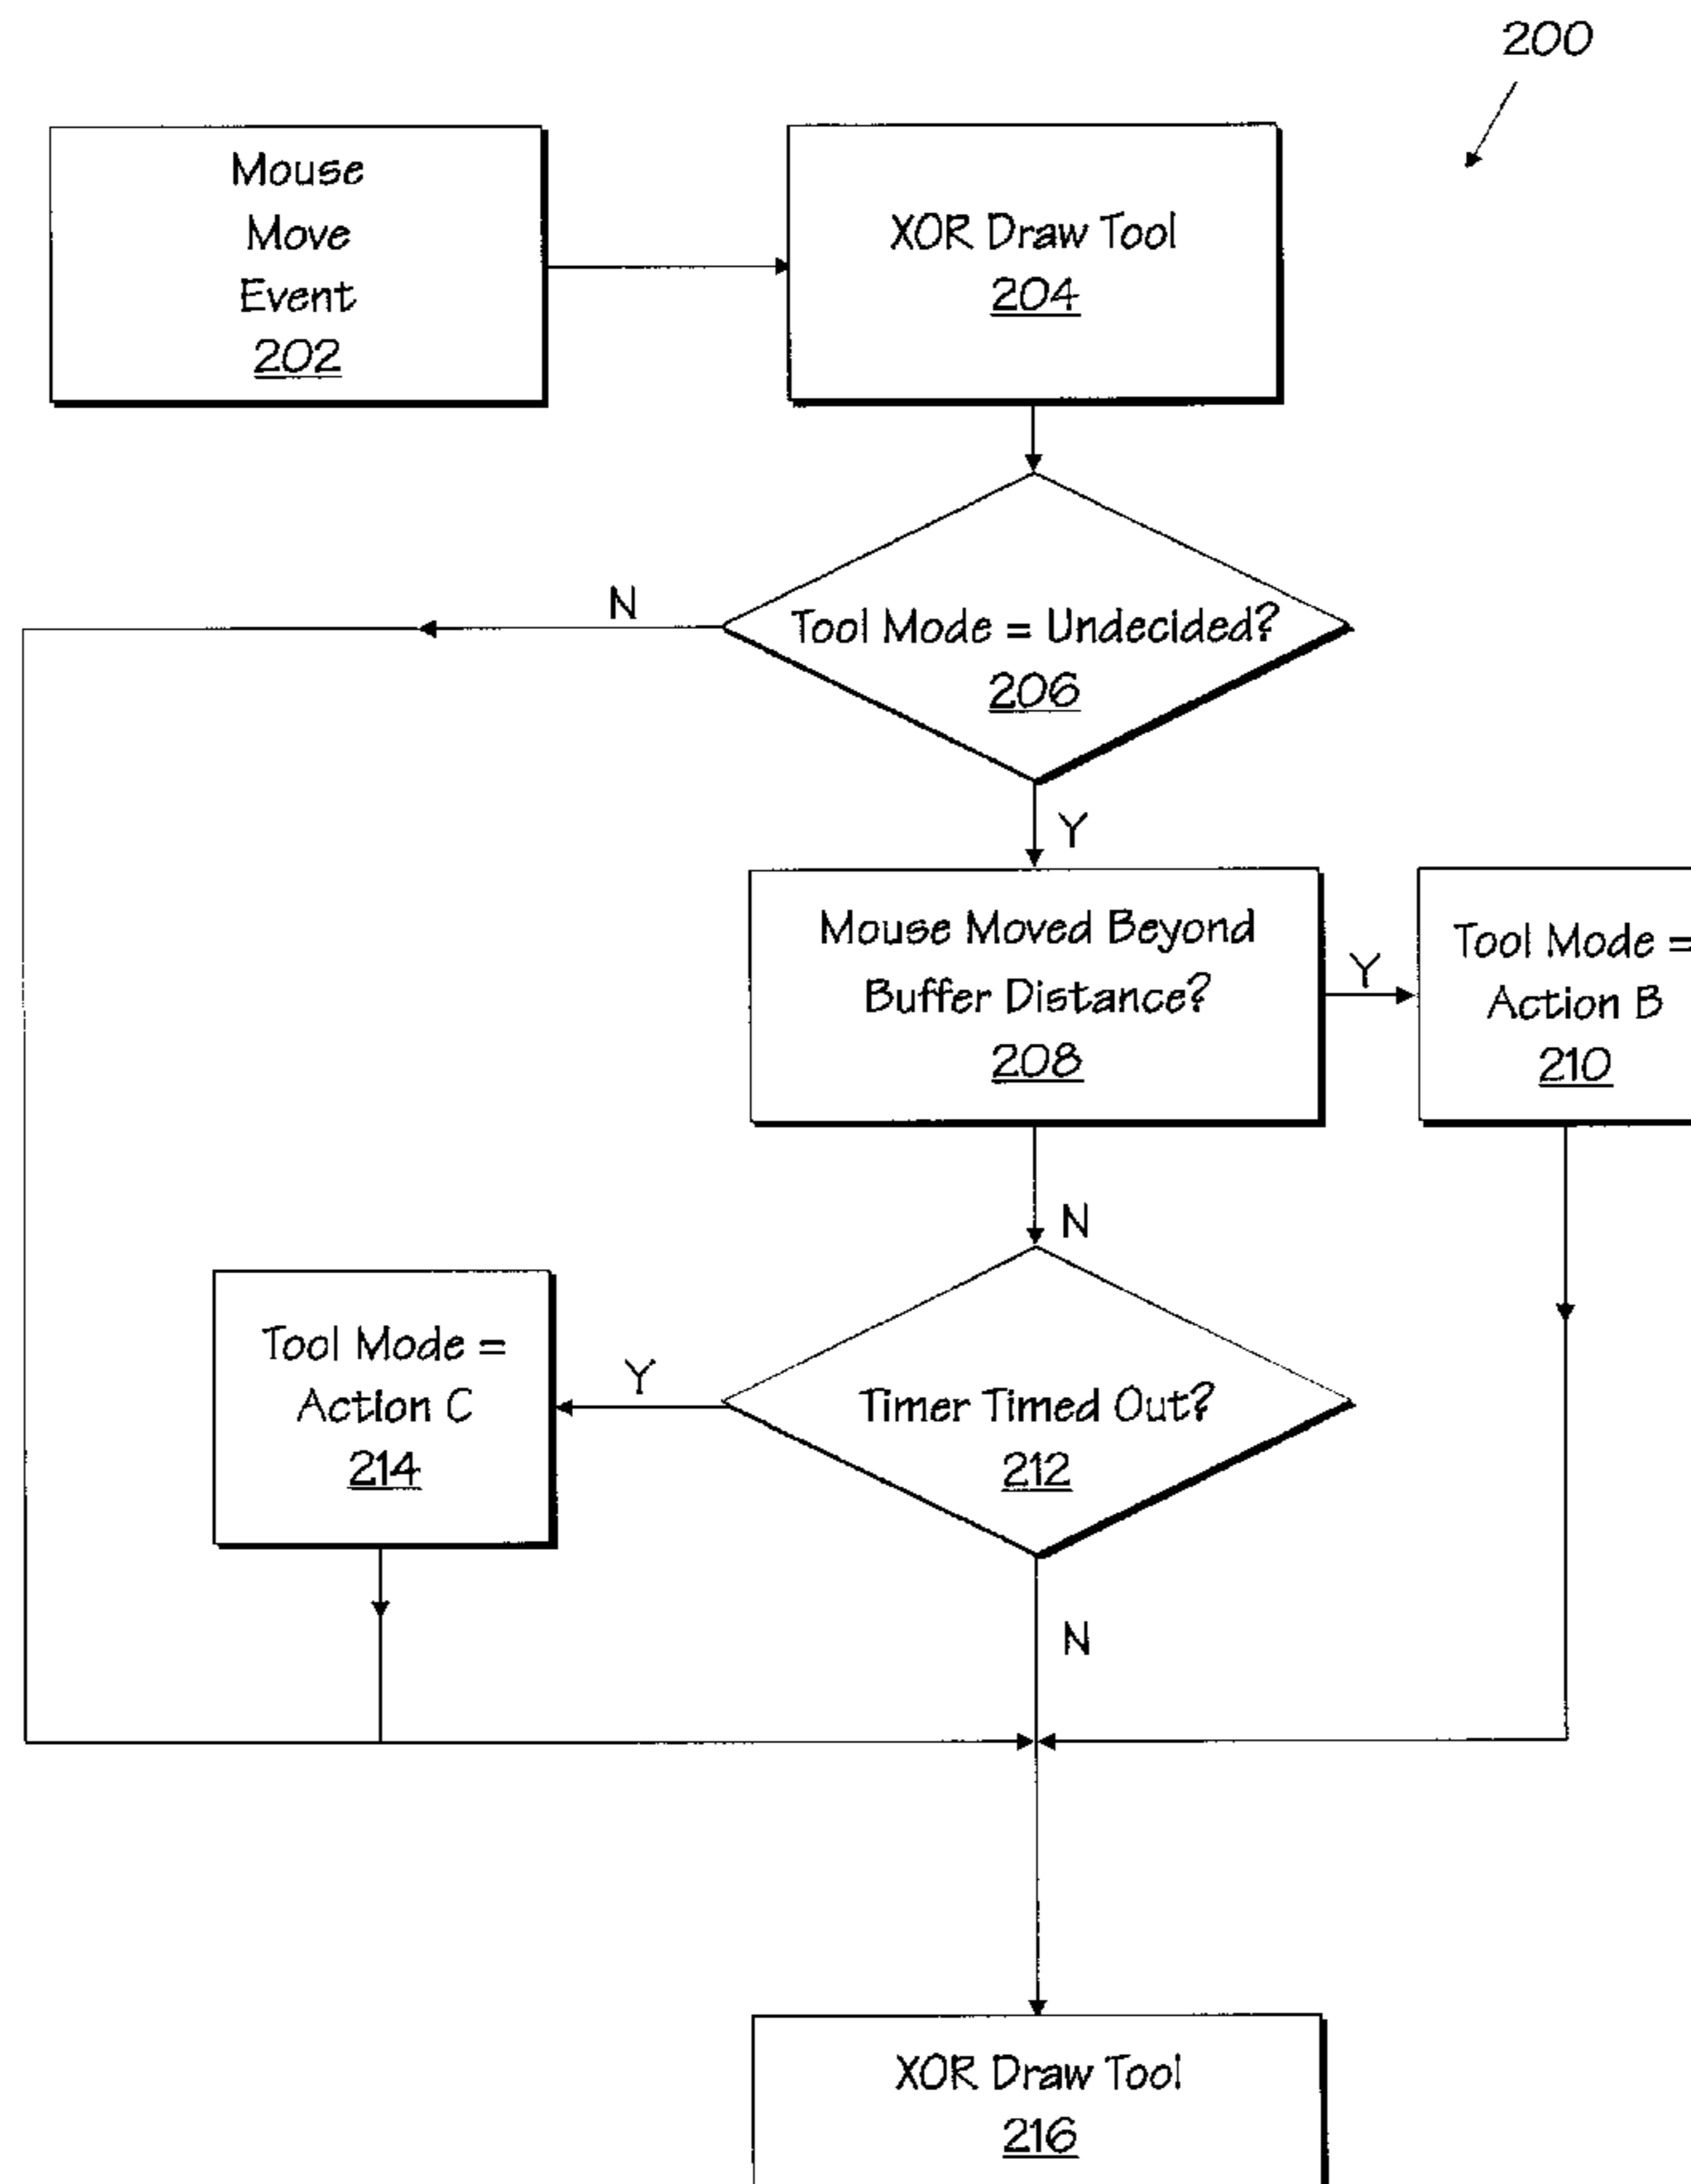 200
Mouse
Move
Event
202
XOR Draw Tool
204
N
Tool Mode = Undecided?
206
Y
Mouse Moved Beyond
Buffer Distance?
208
Y
Tool Mode =
Action B
210
N
Tool Mode =
Action C
214
Y
Timer Timed Out?
212
N
XOR Draw Tool
216